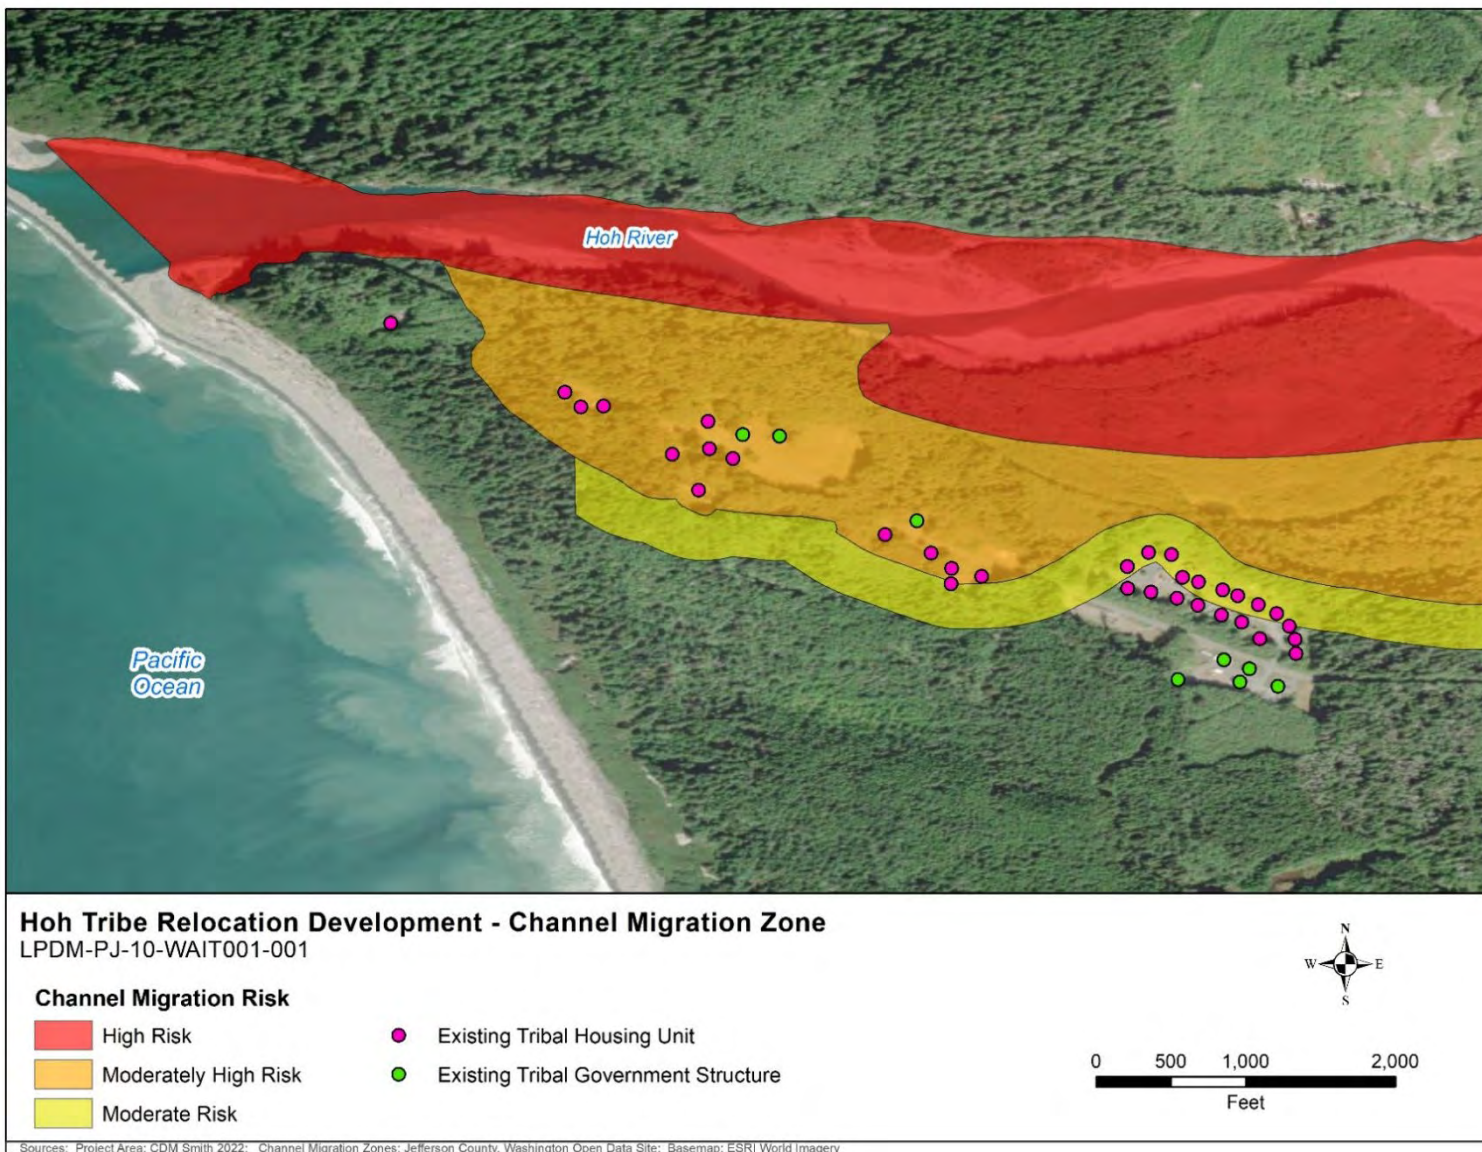 Hoh River
Pacific
Ocean
Hoh Tribe Relocation Development - Channel Migration Zone
LPDM-PJ-10-WAIT001-001
N
W E
S
Channel Migration Risk
High Risk
Existing Tribal Housing Unit
Moderately High Risk
Existing Tribal Government Structure
Moderate Risk
0 500 1,000 2,000
Feet
Sources: Project Area: CDM Smith 2022; Channel Migration Zones: Jefferson County, Washington Open Data Site; Basemap: ESRI World Imagery